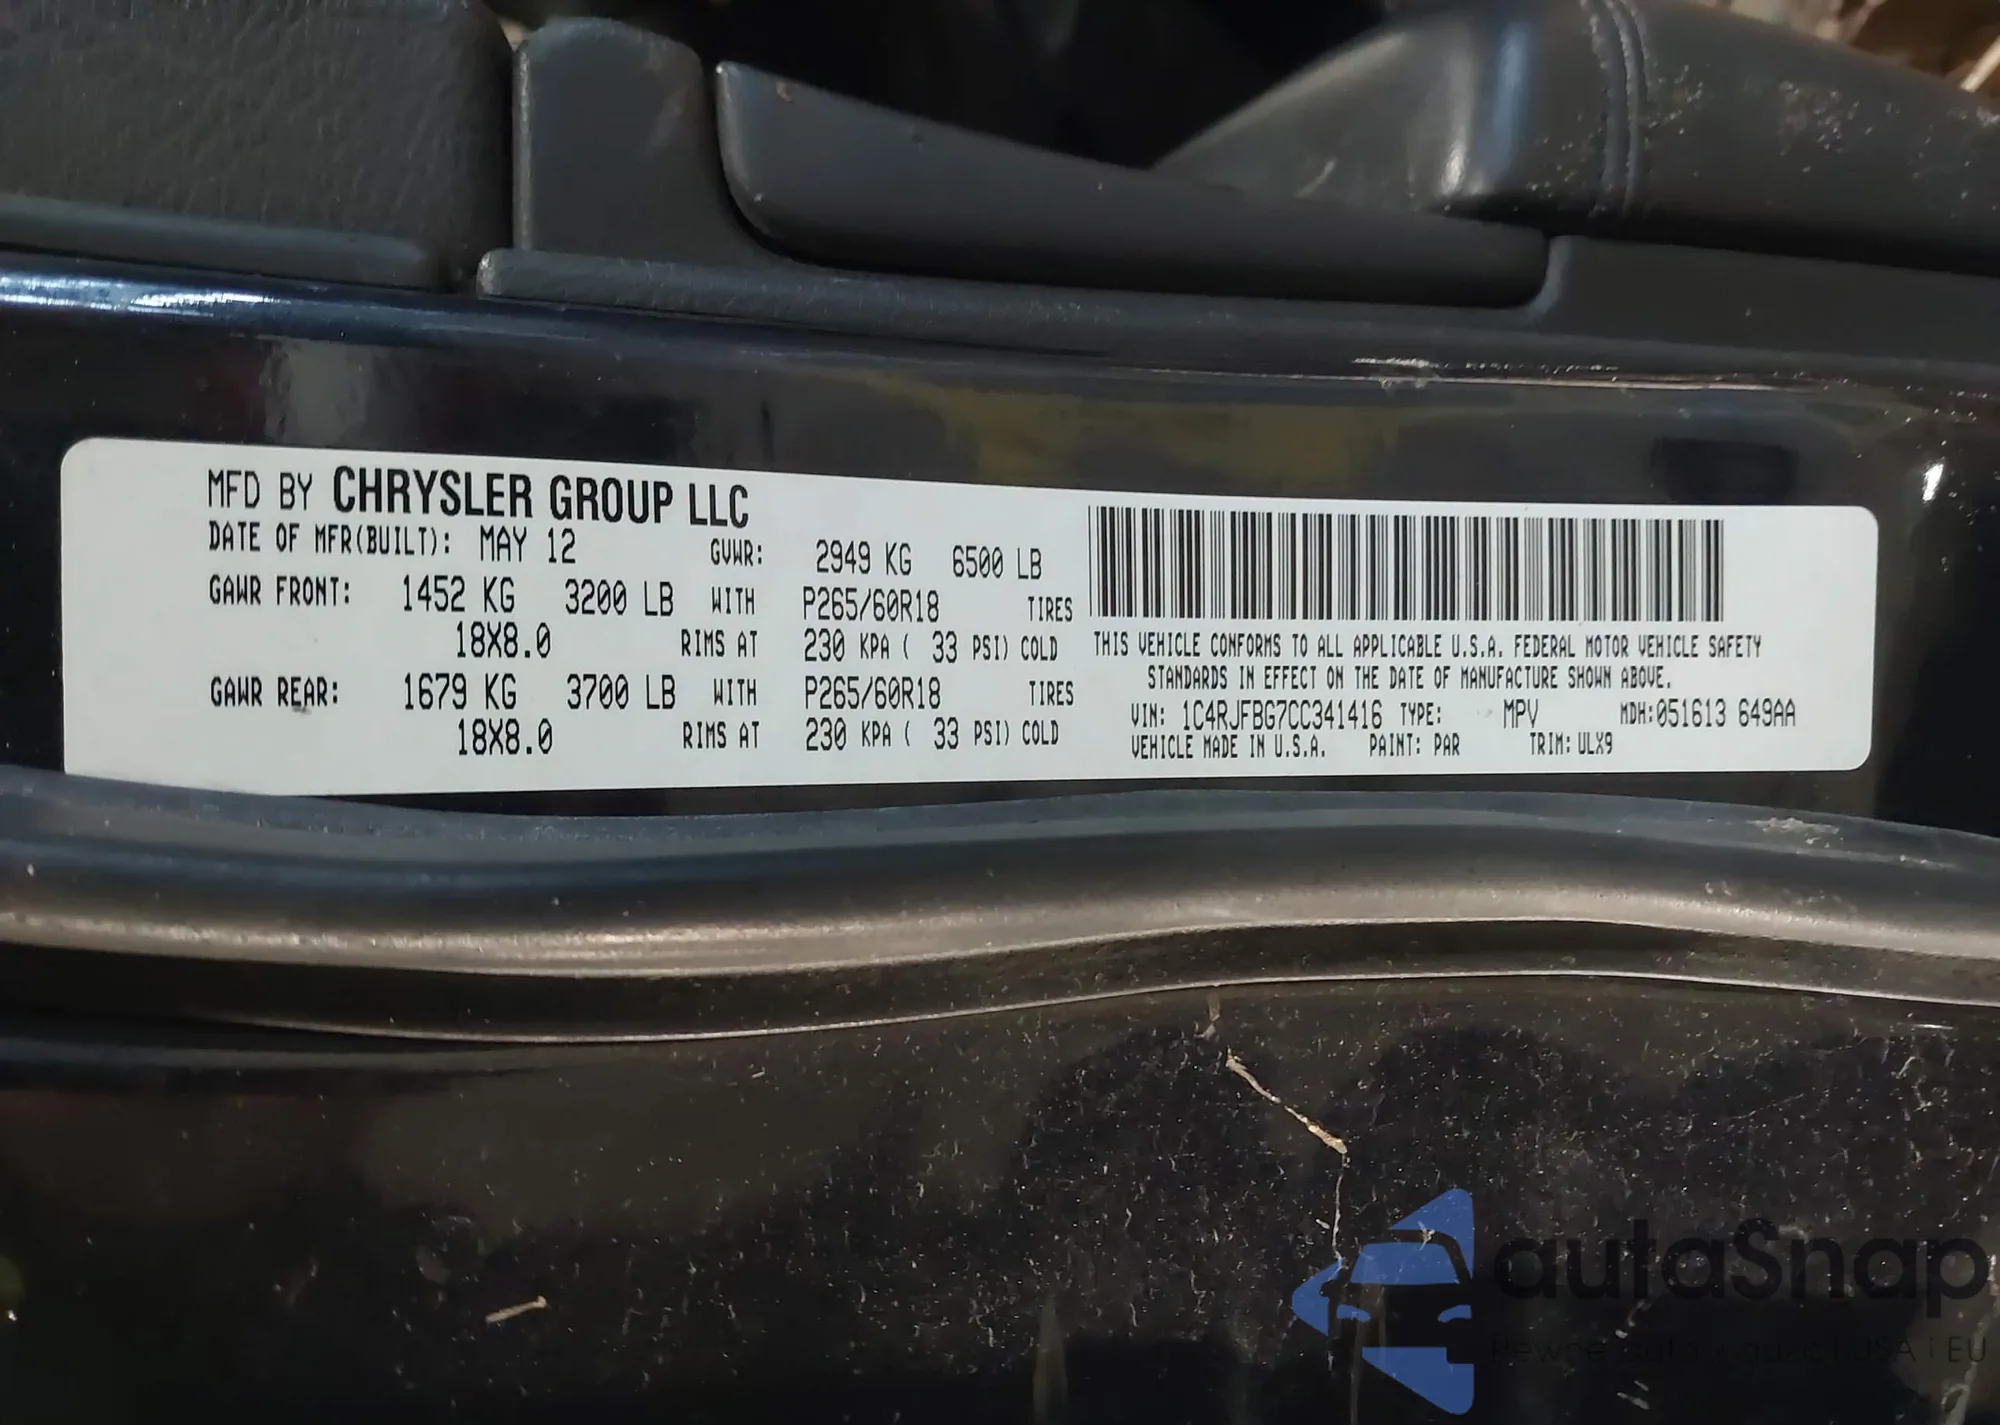 MFD BY CHRYSLER GROUP LLC
DATE OF MFR(BUILT): MAY 12 GVWR: 2949 KG 6500 LB
GAWR FRONT: 1452 KG 3200 LB WITH P265/60R18 TIRES
18X8.0 RIMS AT 230 KPA ( 33 PSI) COLD
GAWR REAR: 1679 KG 3700 LB WITH P265/60R18 TIRES
18X8.0 RIMS AT 230 KPA ( 33 PSI) COLD
THIS VEHICLE CONFORMS TO ALL APPLICABLE U.S.A. FEDERAL MOTOR VEHICLE SAFETY
STANDARDS IN EFFECT ON THE DATE OF MANUFACTURE SHOWN ABOVE.
VIN: 1C4RJFBG7CC341416 TYPE: MPV MDH:051613 649AA
VEHICLE MADE IN U.S.A. PAINT: PAR TRIM: ULX9
autaSnap
auta i EU